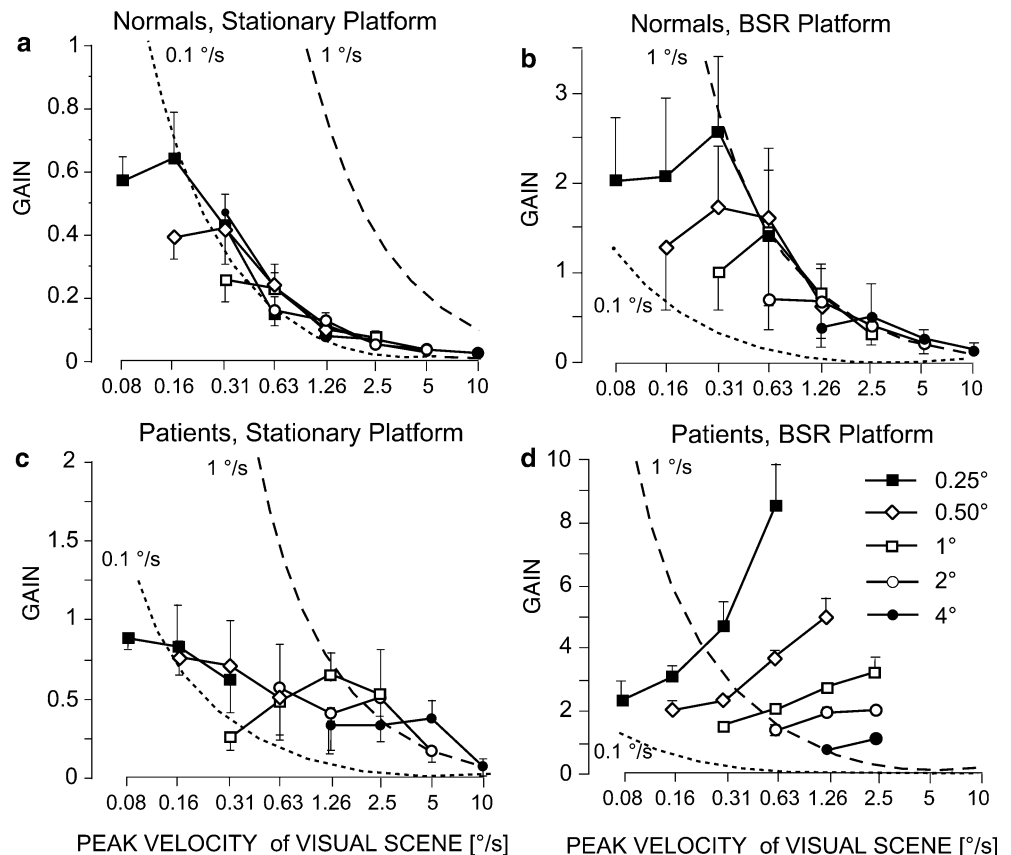 Normals, Stationary Platform
a
1
0.8
0.6
0.4
0.2
0
GAIN
0.1 °/s
1 °/s
0.08 0.16 0.31 0.63 1.26 2.5 5 10
Normals, BSR Platform
b
3
2
1
0
GAIN
1 °/s
0.1 °/s
0.08 0.16 0.31 0.63 1.26 2.5 5 10
Patients, Stationary Platform
c
2
1.5
1
0.5
0
GAIN
1 °/s
0.1 °/s
0.08 0.16 0.31 0.63 1.26 2.5 5 10
PEAK VELOCITY of VISUAL SCENE [°/s]
Patients, BSR Platform
d
10
8
6
4
2
0
GAIN
1 °/s
0.1 °/s
0.25°
0.50°
1°
2°
4°
0.08 0.16 0.31 0.63 1.26 2.5 5 10
PEAK VELOCITY of VISUAL SCENE [°/s]